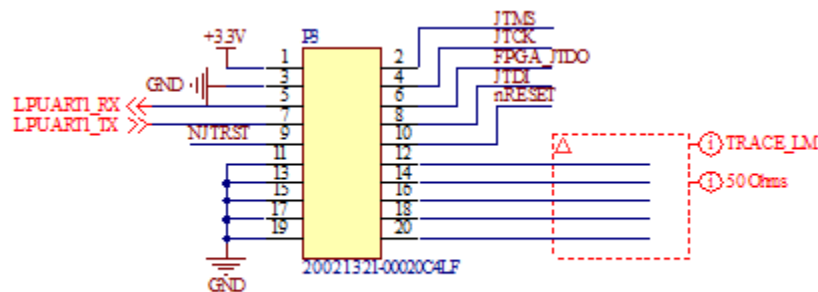 JTMS
P3
JTCK
+3.3V
1
2
FPGA_JTDO
3
4
GND
JTDI
5
6
LPUART1_RX
nRESET
7
8
LPUART1_TX
NJTRST
9
10
11
12
TRACE_LM
13
14
15
16
50 Ohms
17
18
19
20
20021321-00020C4LF
GND